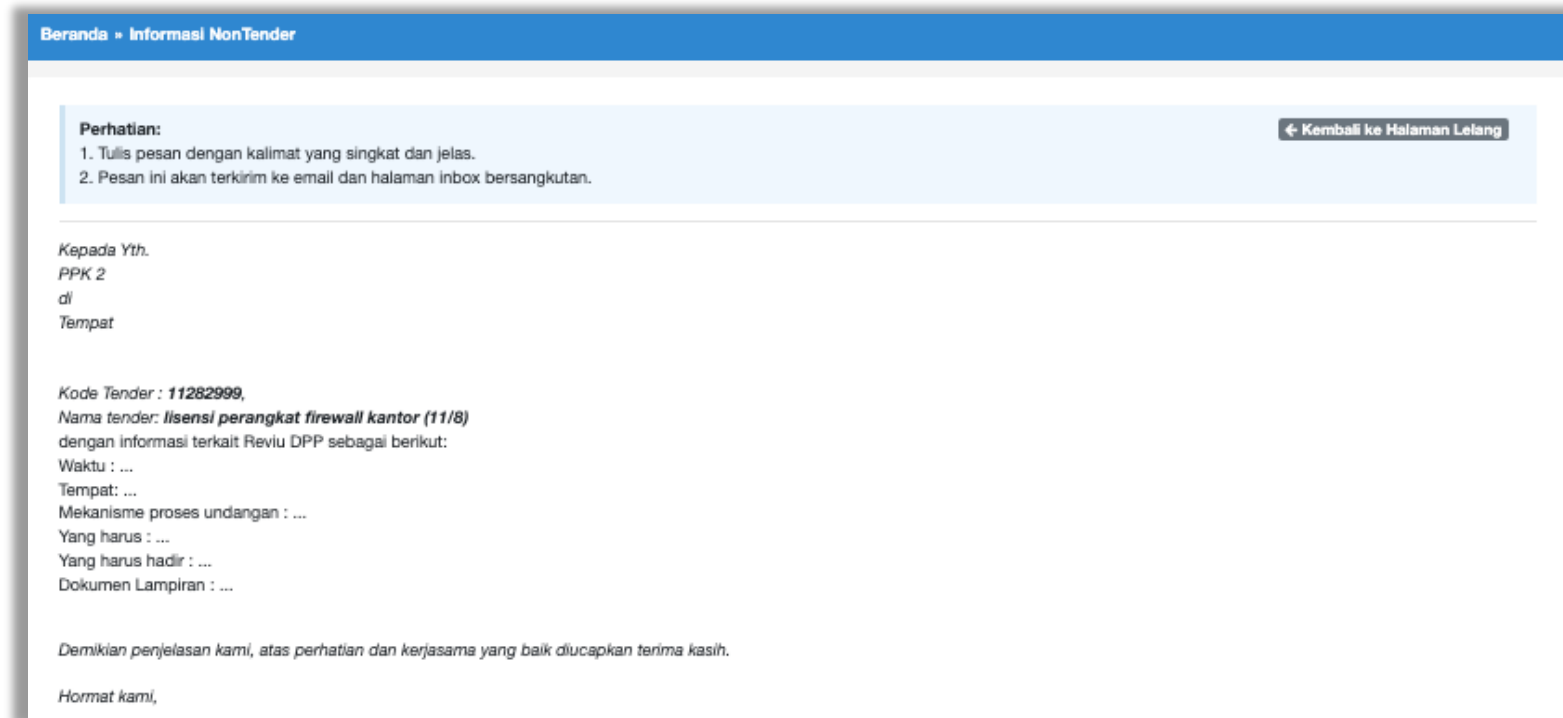 Beranda » Informasi NonTender
Perhatian:
← Kembali ke Halaman Lelang
1. Tulis pesan dengan kalimat yang singkat dan jelas.
2. Pesan ini akan terkirim ke email dan halaman inbox bersangkutan.
Kepada Yth.
PPK 2
di
Tempat
Kode Tender : 11282999,
Nama tender: lisensi perangkat firewall kantor (11/8)
dengan informasi terkait Reviu DPP sebagai berikut:
Waktu : ...
Tempat: ...
Mekanisme proses undangan : ...
Yang harus : ...
Yang harus hadir : ...
Dokumen Lampiran : ...
Demikian penjelasan kami, atas perhatian dan kerjasama yang baik diucapkan terima kasih.
Hormat kami,